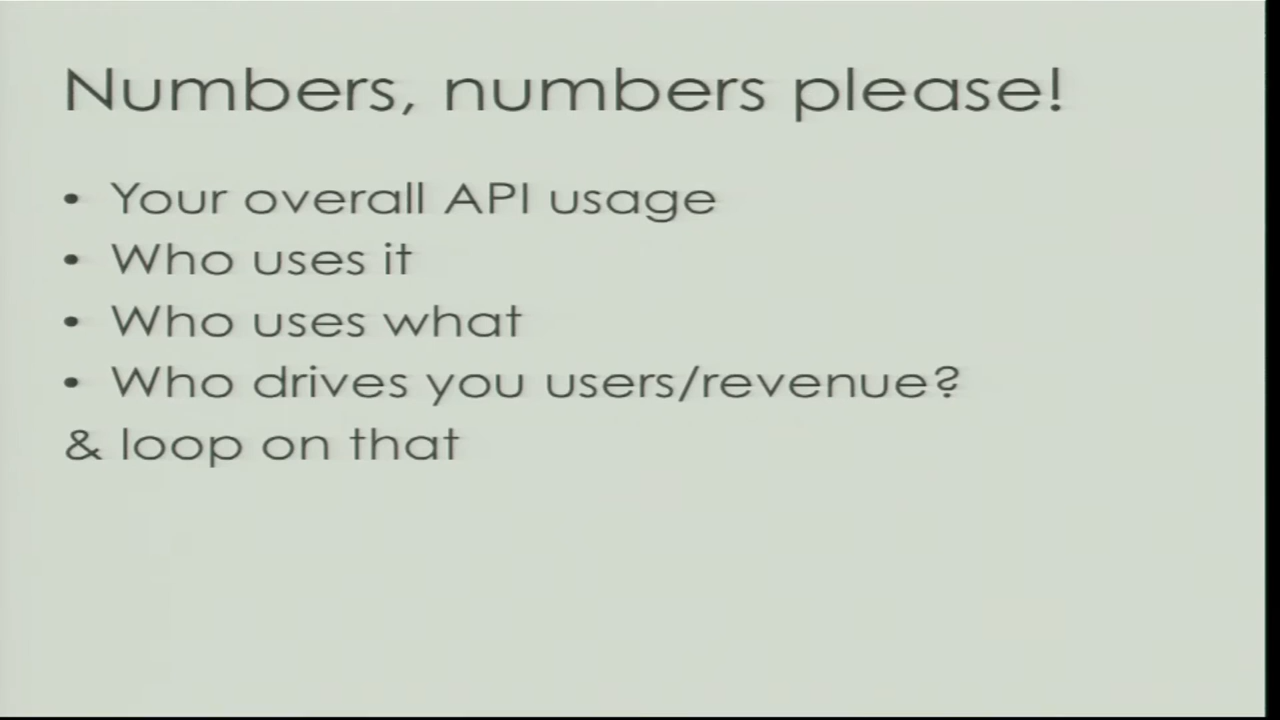 Numbers, numbers please!
• Your overall API usage
• Who uses it
• Who uses what
• Who drives you users/revenue?
& loop on that